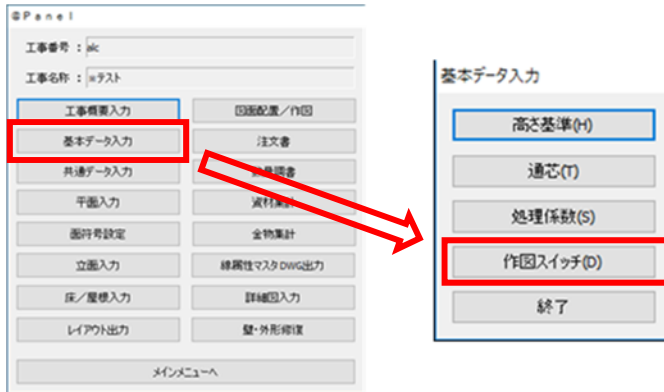 ＠Ｐａｎｅｌ
工事番号 : alc
工事名称 : ※テスト
工事概要入力 図面配置／作図
基本データ入力 注文書
共通データ入力 数量調書
平面入力 資材集計
面符号設定 金物集計
立面入力 線属性マスタDWG出力
床／屋根入力 詳細図入力
レイアウト出力 壁・外形修復
メインメニューへ
基本データ入力
高さ基準(H)
通芯(T)
処理係数(S)
作図スイッチ(D)
終了